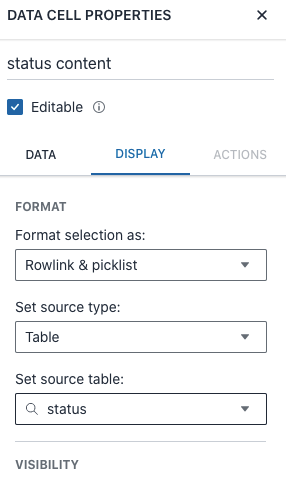 DATA CELL PROPERTIES
status content
Editable
DATA DISPLAY ACTIONS
FORMAT
Format selection as:
Rowlink & picklist
Set source type:
Table
Set source table:
status
VISIBILITY